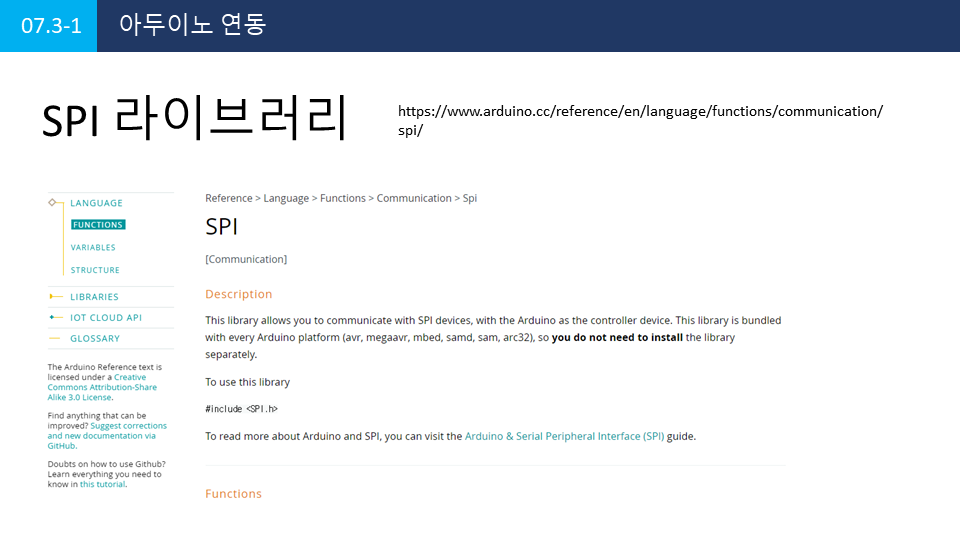 07.3-1
아두이노 연동
SPI 라이브러리
https://www.arduino.cc/reference/en/language/functions/communication/
spi/
LANGUAGE
FUNCTIONS
VARIABLES
STRUCTURE
LIBRARIES
IOT CLOUD API
GLOSSARY
The Arduino Reference text is
licensed under a Creative
Commons Attribution-Share
Alike 3.0 License.
Find anything that can be
improved? Suggest corrections
and new documentation via
GitHub.
Doubts on how to use Github?
Learn everything you need to
know in this tutorial.
Reference > Language > Functions > Communication > Spi
SPI
[Communication]
Description
This library allows you to communicate with SPI devices, with the Arduino as the controller device. This library is bundled
with every Arduino platform (avr, megaavr, mbed, samd, sam, arc32), so you do not need to install the library
separately.
To use this library
#include <SPI.h>
To read more about Arduino and SPI, you can visit the Arduino & Serial Peripheral Interface (SPI) guide.
Functions